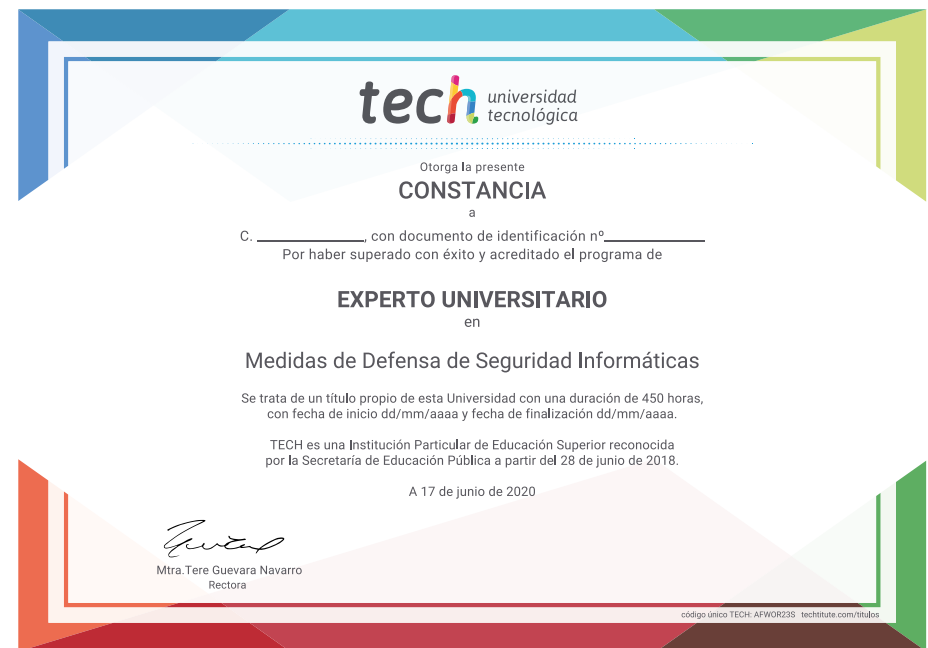 tech universidad
tecnológica
Otorga la presente
CONSTANCIA
a
C. ____________, con documento de identificación nº____________
Por haber superado con éxito y acreditado el programa de
EXPERTO UNIVERSITARIO
en
Medidas de Defensa de Seguridad Informáticas
Se trata de un título propio de esta Universidad con una duración de 450 horas,
con fecha de inicio dd/mm/aaaa y fecha de finalización dd/mm/aaaa.
TECH es una Institución Particular de Educación Superior reconocida
por la Secretaría de Educación Pública a partir del 28 de junio de 2018.
A 17 de junio de 2020
Mtra.Tere Guevara Navarro
Rectora
código único TECH: AFWOR23S techtitute.com/titulos